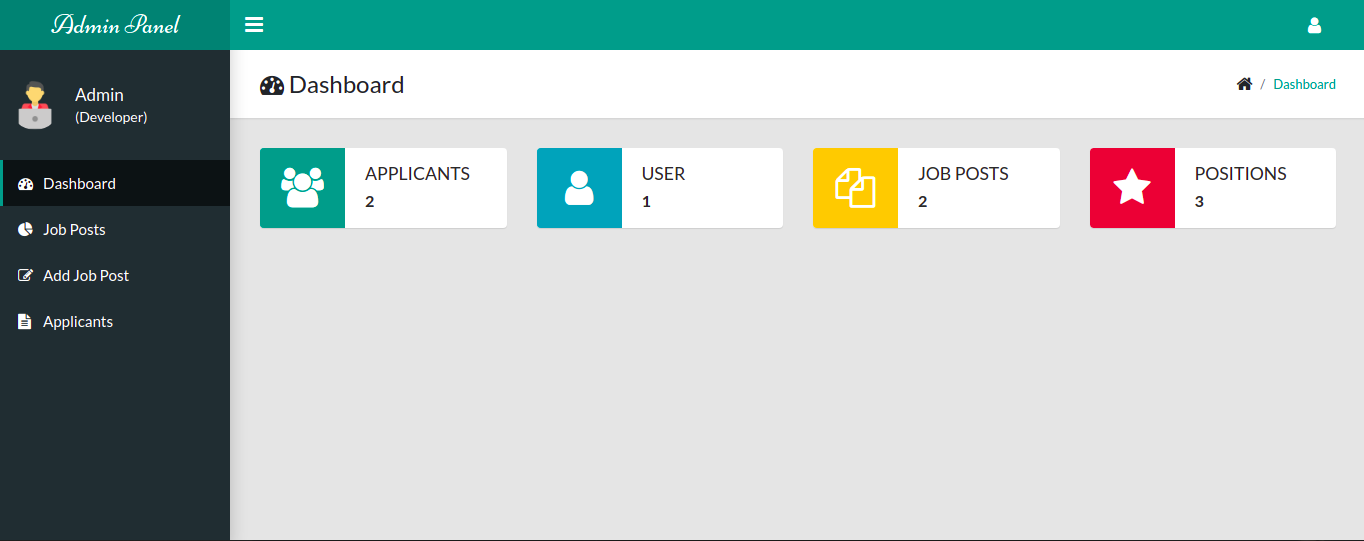 Admin Panel
Admin
(Developer)
Dashboard
Job Posts
Add Job Post
Applicants
Dashboard
/ Dashboard
APPLICANTS
2
USER
1
JOB POSTS
2
POSITIONS
3